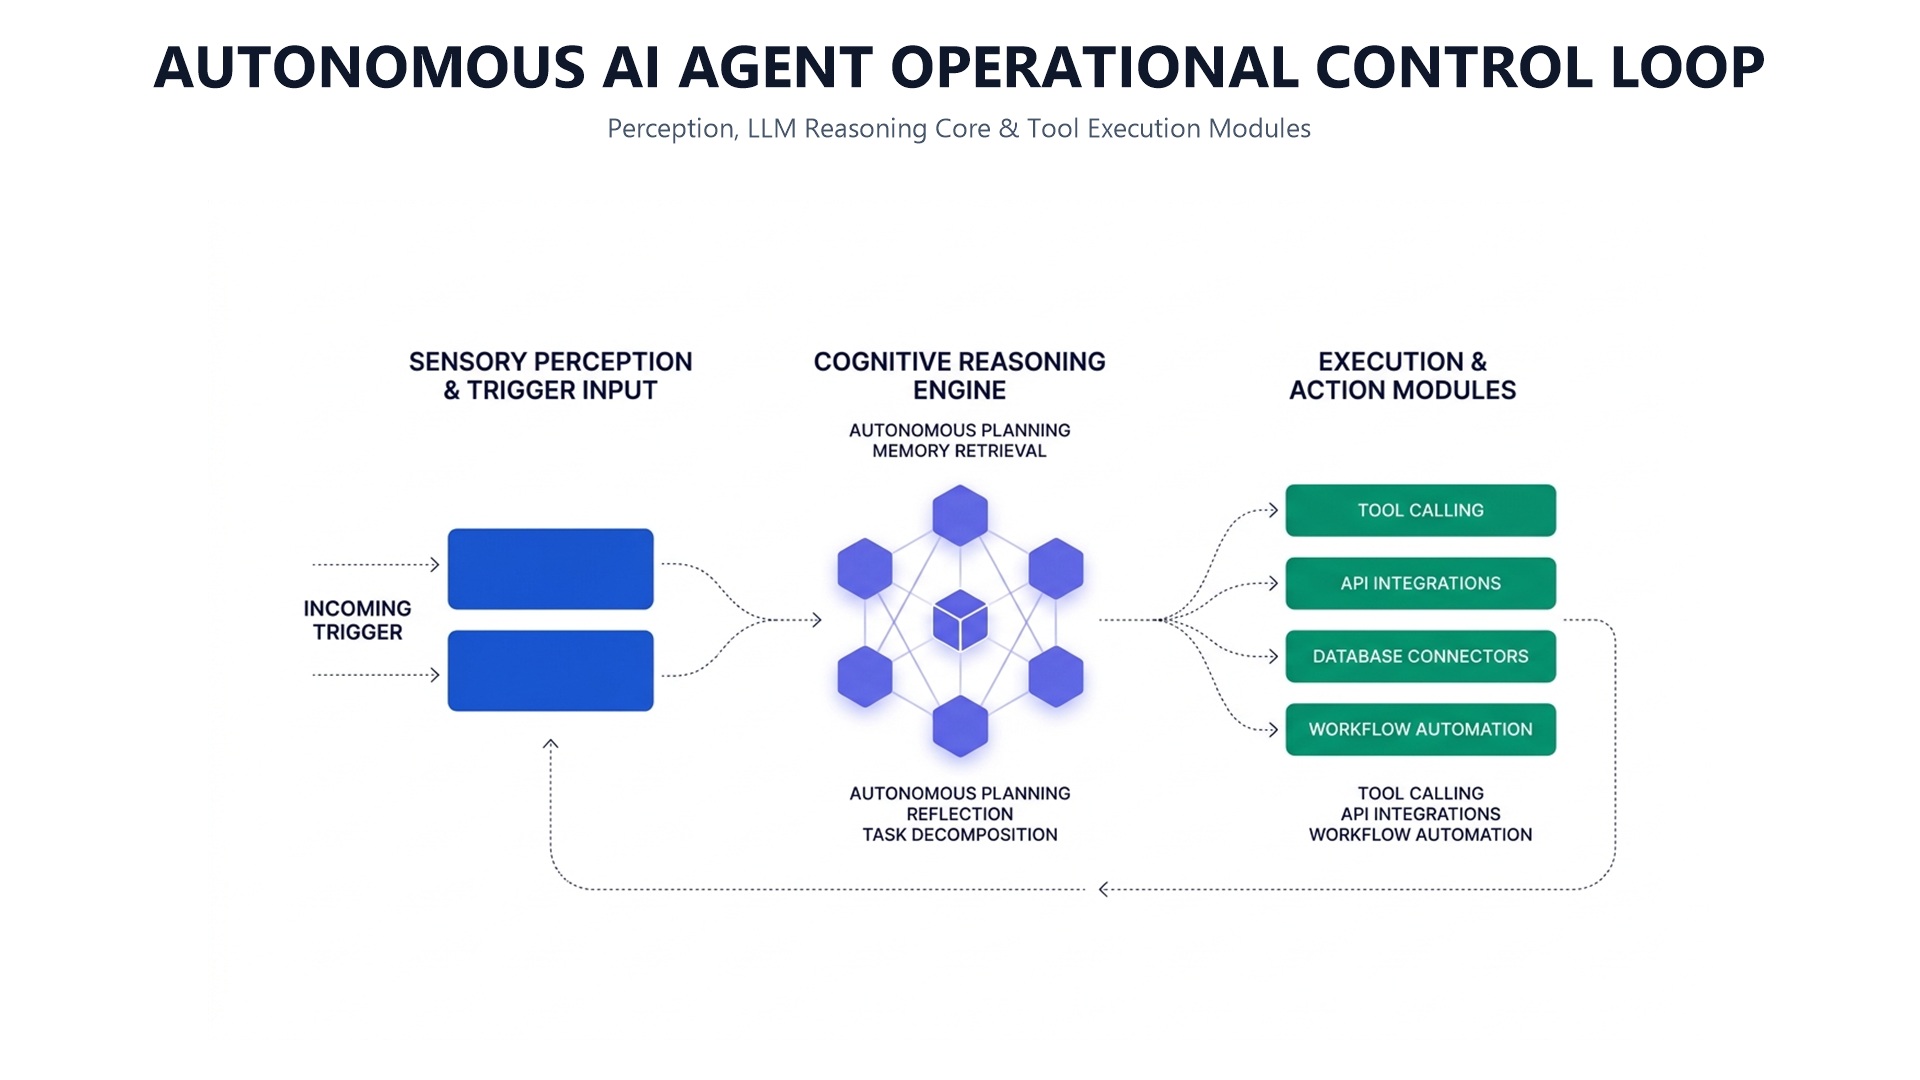 AUTONOMOUS AI AGENT OPERATIONAL CONTROL LOOP
Perception, LLM Reasoning Core & Tool Execution Modules
SENSORY PERCEPTION
& TRIGGER INPUT
INCOMING
TRIGGER
COGNITIVE REASONING
ENGINE
AUTONOMOUS PLANNING
MEMORY RETRIEVAL
AUTONOMOUS PLANNING
REFLECTION
TASK DECOMPOSITION
EXECUTION &
ACTION MODULES
TOOL CALLING
API INTEGRATIONS
DATABASE CONNECTORS
WORKFLOW AUTOMATION
TOOL CALLING
API INTEGRATIONS
WORKFLOW AUTOMATION